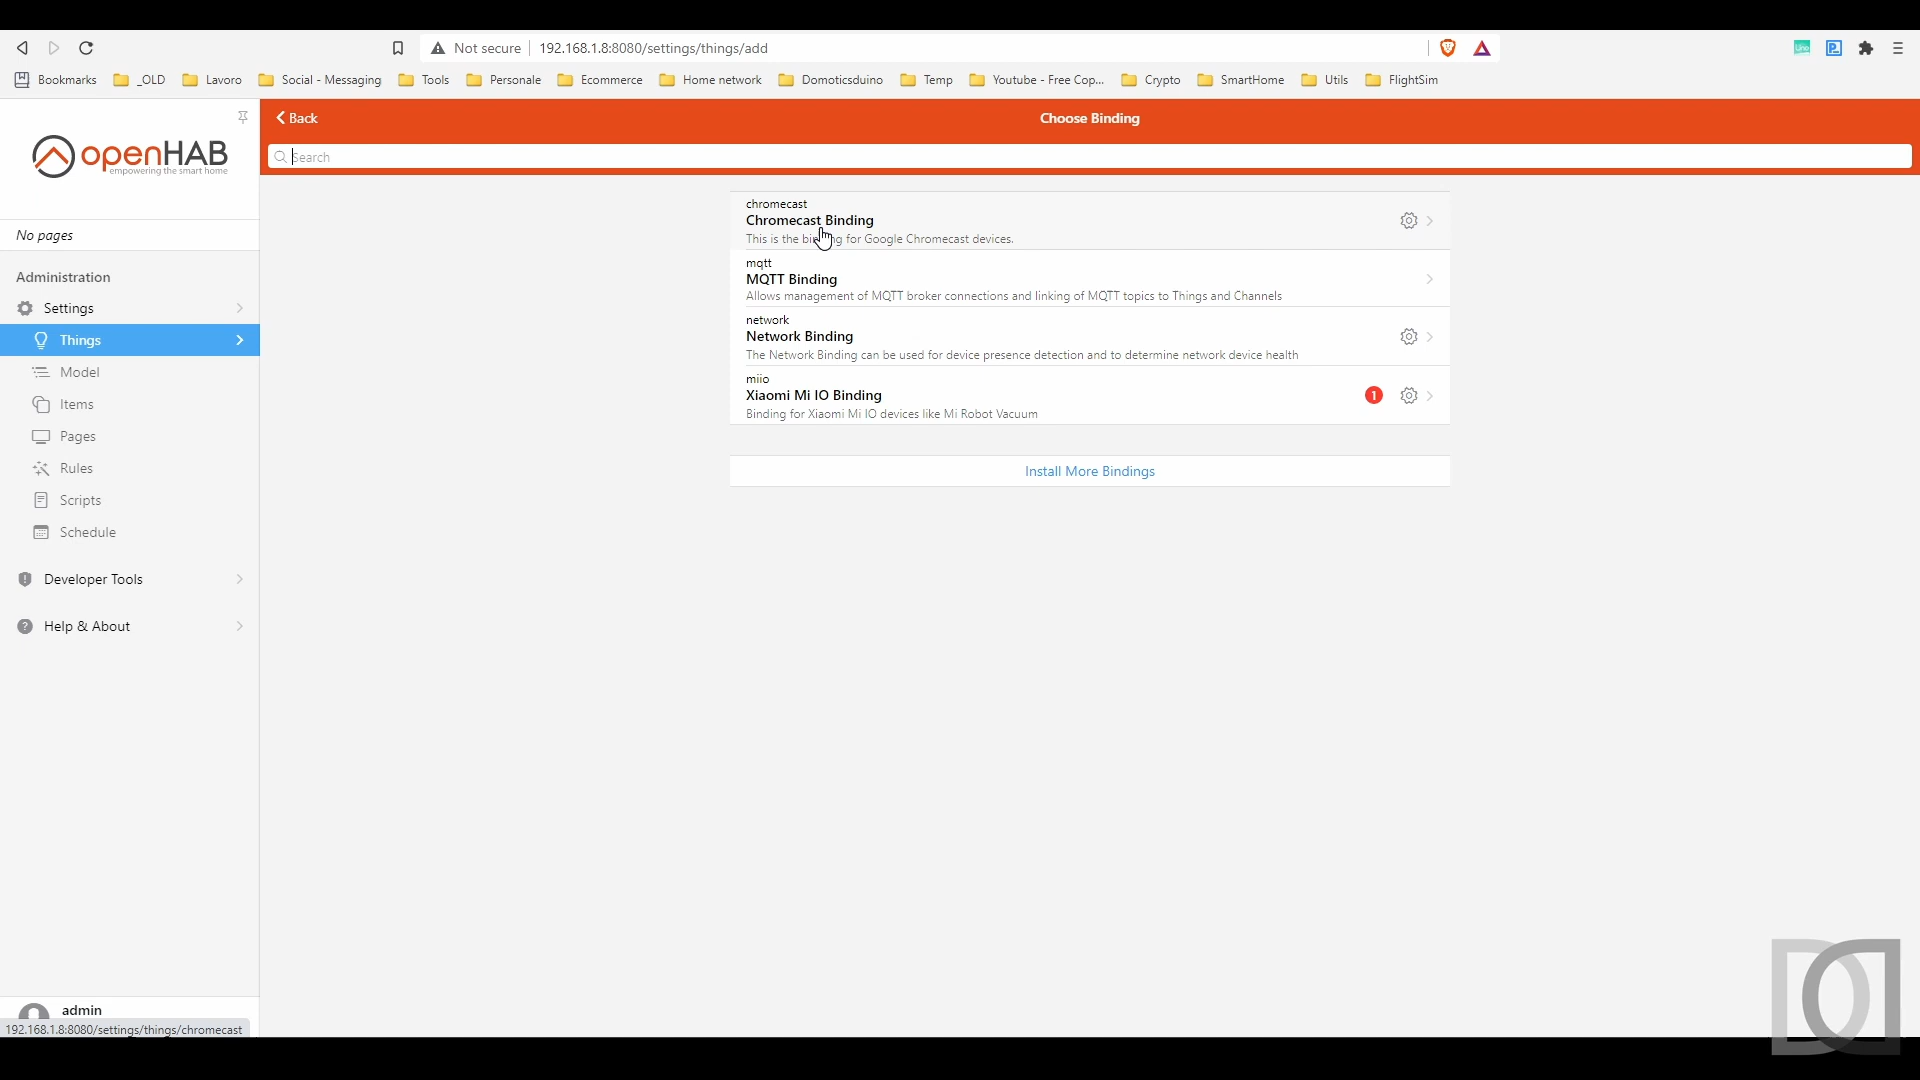 Not secure 192.168.1.8:8080/settings/things/add
Bookmarks _OLD Lavoro Social - Messaging Tools Personale Ecommerce Home network Domoticsduino Temp Youtube - Free Cop... Crypto SmartHome Utils FlightSim
openHAB
empowering the smart home
No pages
Administration
Settings
Things
Model
Items
Pages
Rules
Scripts
Schedule
Developer Tools
Help & About
admin
192.168.1.8:8080/settings/things/chromecast
Back
Choose Binding
Search
chromecast
Chromecast Binding
This is the binding for Google Chromecast devices.
mqtt
MQTT Binding
Allows management of MQTT broker connections and linking of MQTT topics to Things and Channels
network
Network Binding
The Network Binding can be used for device presence detection and to determine network device health
miio
Xiaomi Mi IO Binding
1
Binding for Xiaomi Mi IO devices like Mi Robot Vacuum
Install More Bindings